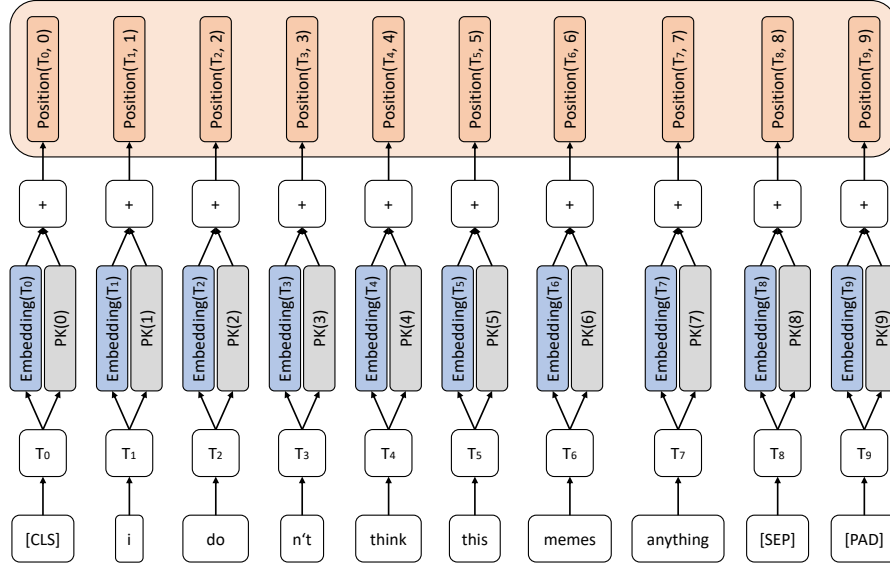 Position(T0, 0) Position(T1, 1) Position(T2, 2) Position(T3, 3) Position(T4, 4) Position(T5, 5) Position(T6, 6) Position(T7, 7) Position(T8, 8) Position(T9, 9)
+ + + + + + + + + +
Embedding(T0) PK(0) Embedding(T1) PK(1) Embedding(T2) PK(2) Embedding(T3) PK(3) Embedding(T4) PK(4) Embedding(T5) PK(5) Embedding(T6) PK(6) Embedding(T7) PK(7) Embedding(T8) PK(8) Embedding(T9) PK(9)
T0 T1 T2 T3 T4 T5 T6 T7 T8 T9
[CLS] i do n‘t think this memes anything [SEP] [PAD]